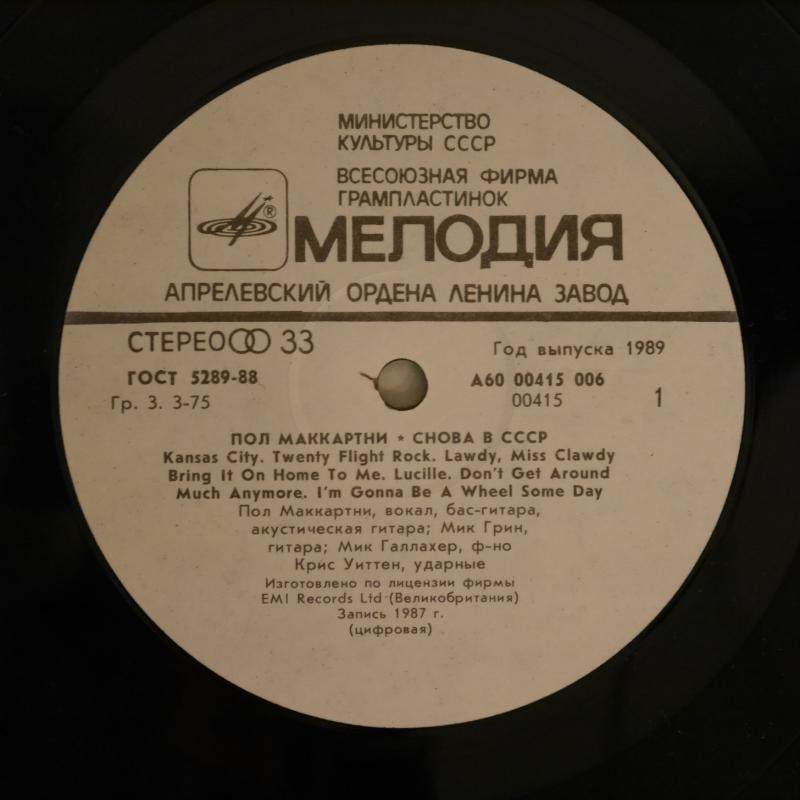 МИНИСТЕРСТВО
КУЛЬТУРЫ СССР
ВСЕСОЮЗНАЯ ФИРМА
ГРАМПЛАСТИНОК
®
МЕЛОДИЯ
АПРЕЛЕВСКИЙ ОРДЕНА ЛЕНИНА ЗАВОД
СТЕРЕО 33
Год выпуска 1989
ГОСТ 5289-88
А60 00415 006
Гр. 3. 3-75
00415
1
ПОЛ МАККАРТНИ * СНОВА В СССР
Kansas City. Twenty Flight Rock. Lawdy, Miss Clawdy
Bring It On Home To Me. Lucille. Don't Get Around
Much Anymore. I'm Gonna Be A Wheel Some Day
Пол Маккартни, вокал, бас-гитара,
акустическая гитара; Мик Грин,
гитара; Мик Галлахер, ф-но
Крис Уиттен, ударные
Изготовлено по лицензии фирмы
EMI Records Ltd (Великобритания)
Запись 1987 г.
(цифровая)